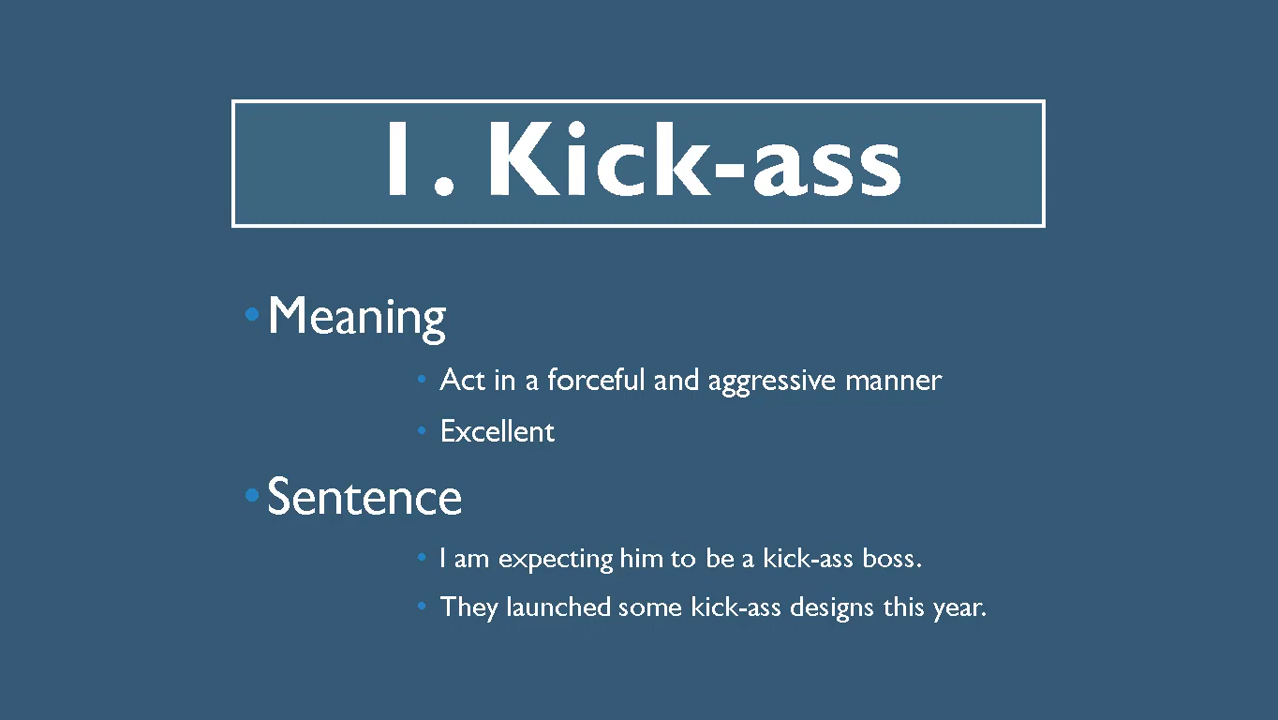 1. Kick-ass
• Meaning
• Act in a forceful and aggressive manner
• Excellent
• Sentence
• I am expecting him to be a kick-ass boss.
• They launched some kick-ass designs this year.